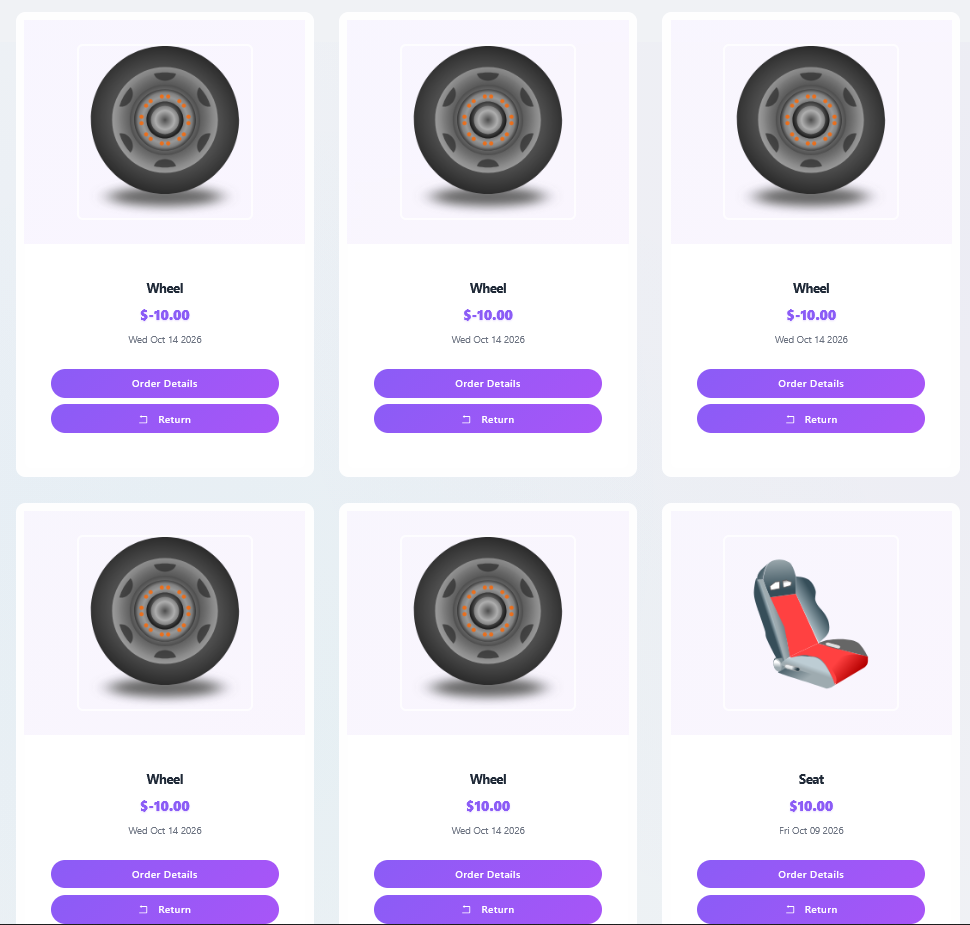 Wheel
$-10.00
Wed Oct 14 2026
Order Details
Return
Wheel
$-10.00
Wed Oct 14 2026
Order Details
Return
Wheel
$-10.00
Wed Oct 14 2026
Order Details
Return
Wheel
$-10.00
Wed Oct 14 2026
Order Details
Return
Wheel
$10.00
Wed Oct 14 2026
Order Details
Return
Seat
$10.00
Fri Oct 09 2026
Order Details
Return